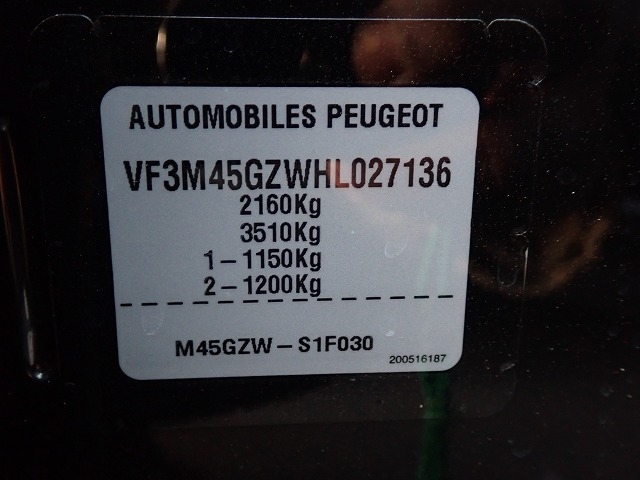 AUTOMOBILES PEUGEOT
VF3M45GZWHL027136
2160Kg
3510Kg
1-1150Kg
2-1200Kg
M45GZW-S1F030
200516187